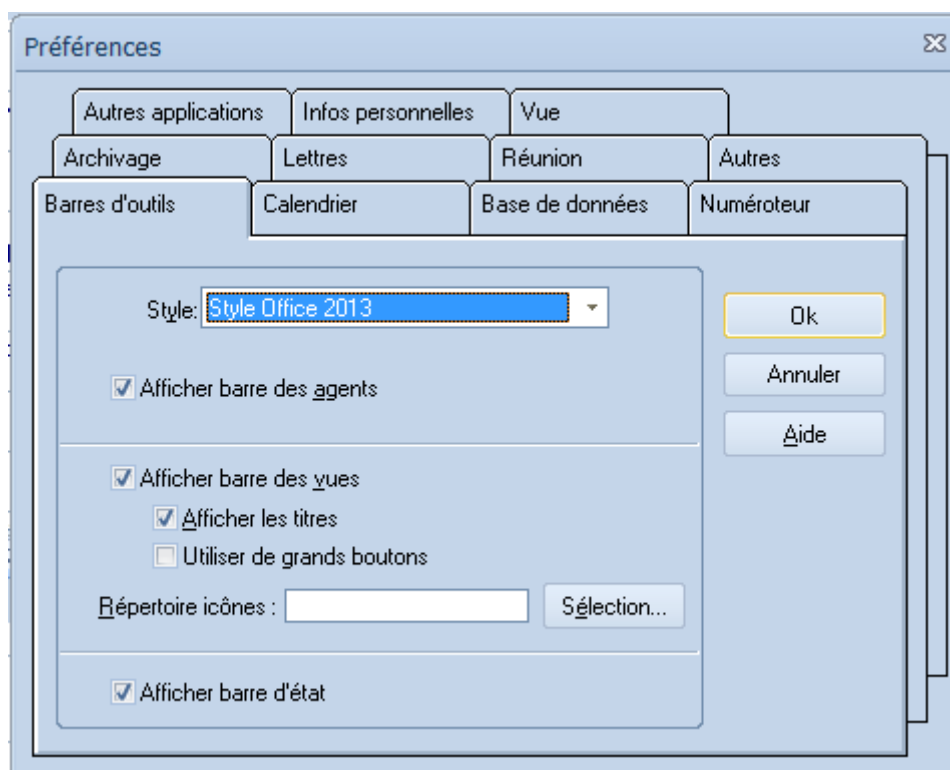 Préférences
Autres applications Infos personnelles Vue
Archivage Lettres Réunion Autres
Barres d'outils Calendrier Base de données Numéroteur
Style: Style Office 2013
Ok
Afficher barre des agents
Annuler
Aide
Afficher barre des vues
Afficher les titres
Utiliser de grands boutons
Répertoire icônes : Sélection...
Afficher barre d'état